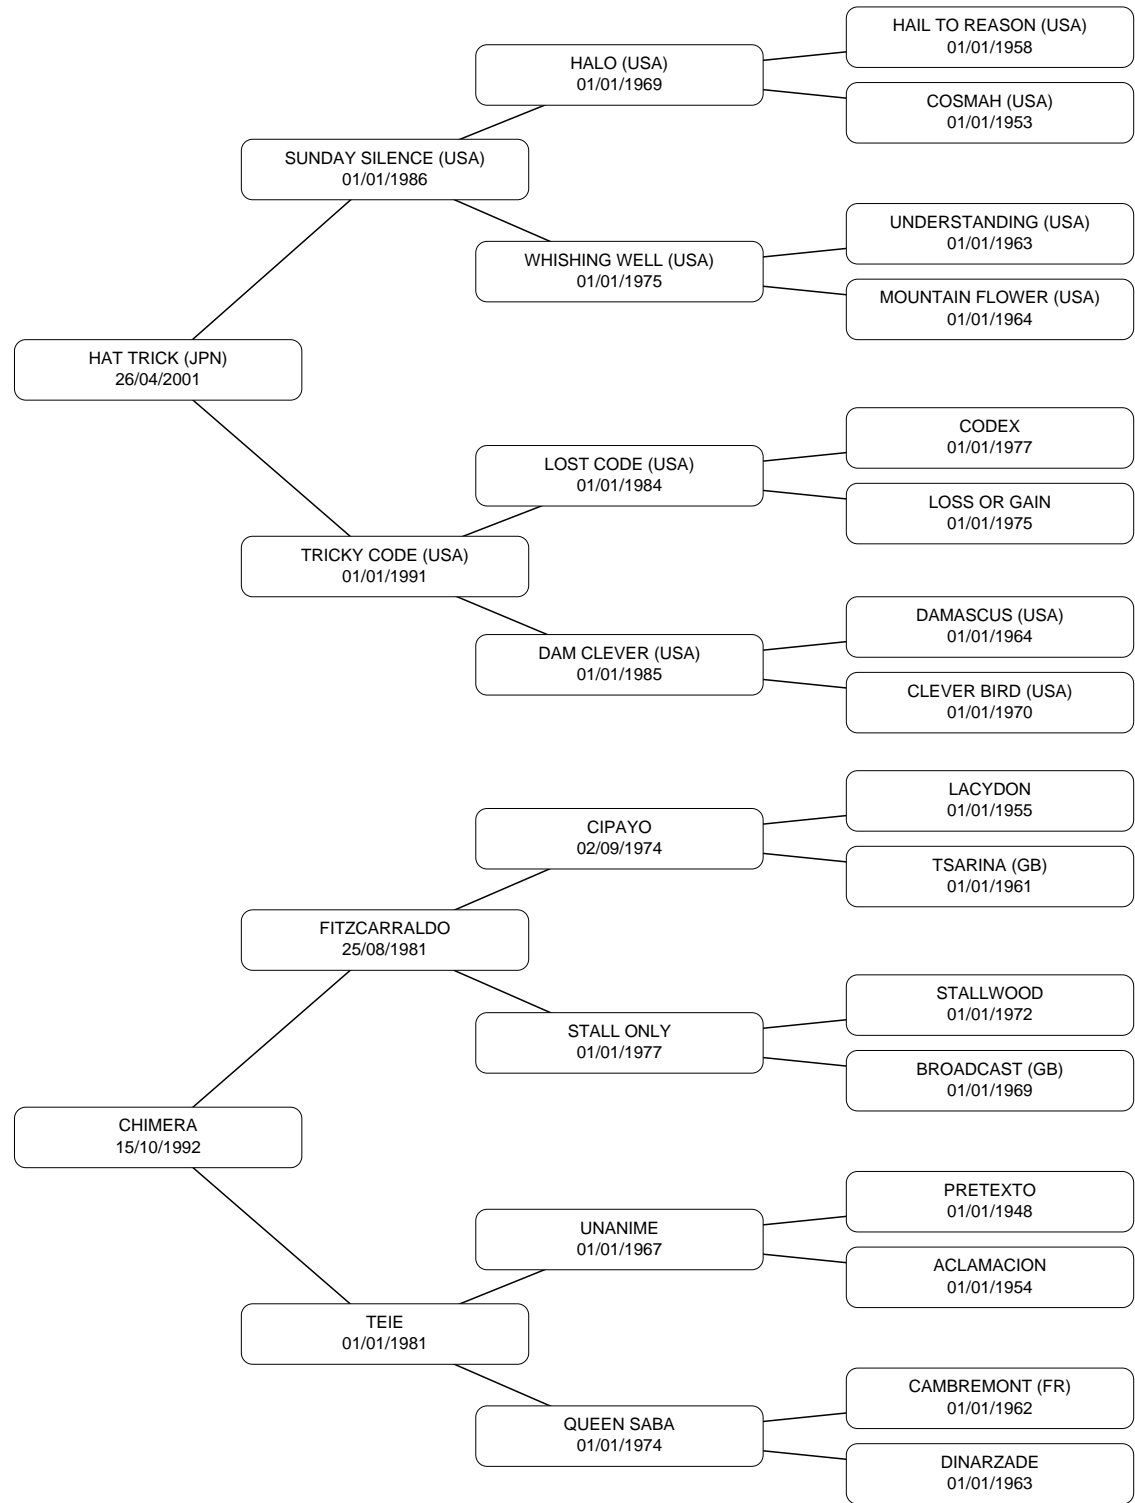 HAIL TO REASON (USA)
01/01/1958
HALO (USA)
01/01/1969
COSMAH (USA)
01/01/1953
SUNDAY SILENCE (USA)
01/01/1986
UNDERSTANDING (USA)
01/01/1963
WHISHING WELL (USA)
01/01/1975
MOUNTAIN FLOWER (USA)
01/01/1964
HAT TRICK (JPN)
26/04/2001
CODEX
01/01/1977
LOST CODE (USA)
01/01/1984
LOSS OR GAIN
01/01/1975
TRICKY CODE (USA)
01/01/1991
DAMASCUS (USA)
01/01/1964
DAM CLEVER (USA)
01/01/1985
CLEVER BIRD (USA)
01/01/1970
LACYDON
01/01/1955
CIPAYO
02/09/1974
TSARINA (GB)
01/01/1961
FITZCARRALDO
25/08/1981
STALLWOOD
01/01/1972
STALL ONLY
01/01/1977
BROADCAST (GB)
01/01/1969
CHIMERA
15/10/1992
PRETEXTO
01/01/1948
UNANIME
01/01/1967
ACLAMACION
01/01/1954
TEIE
01/01/1981
CAMBREMONT (FR)
01/01/1962
QUEEN SABA
01/01/1974
DINARZADE
01/01/1963